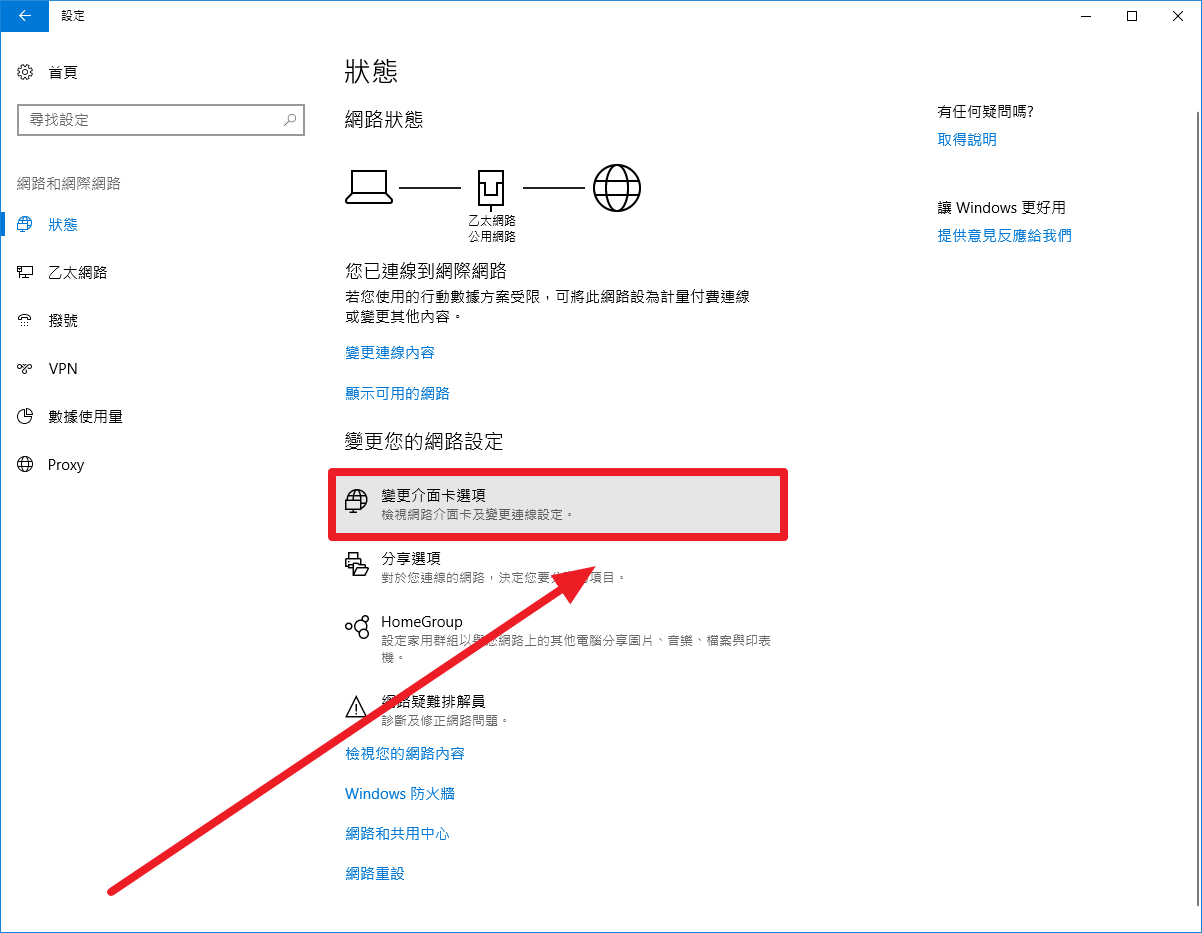 設定
首頁
尋找設定
網路和網際網路
狀態
乙太網路
撥號
VPN
數據使用量
Proxy
狀態
網路狀態
乙太網路
公用網路
您已連線到網際網路
若您使用的行動數據方案受限，可將此網路設為計量付費連線
或變更其他內容。
變更連線內容
顯示可用的網路
變更您的網路設定
變更介面卡選項
檢視網路介面卡及變更連線設定。
分享選項
對於您連線的網路，決定您要項目。
HomeGroup
設定家用群組以您網路上的其他電腦分享圖片、音樂、檔案與印表
機。
網路疑難排解員
診斷及修正網路問題。
檢視您的網路內容
Windows 防火牆
網路和共用中心
網路重設
有任何疑問嗎?
取得說明
讓 Windows 更好用
提供意見反應給我們